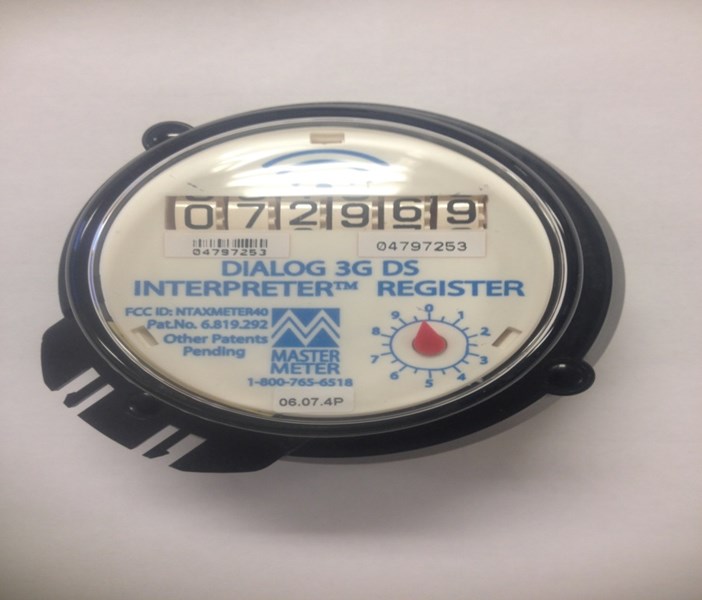 072969
04797253
04797253
DIALOG 3G DS
INTERPRETER™ REGISTER
FCC ID: NTAXMETER40
Pat.No. 6.819.292
Other Patents
Pending
MASTER
METER
1-800-765-6518
06.07.4P
0
1
2
3
4
5
6
7
8
9